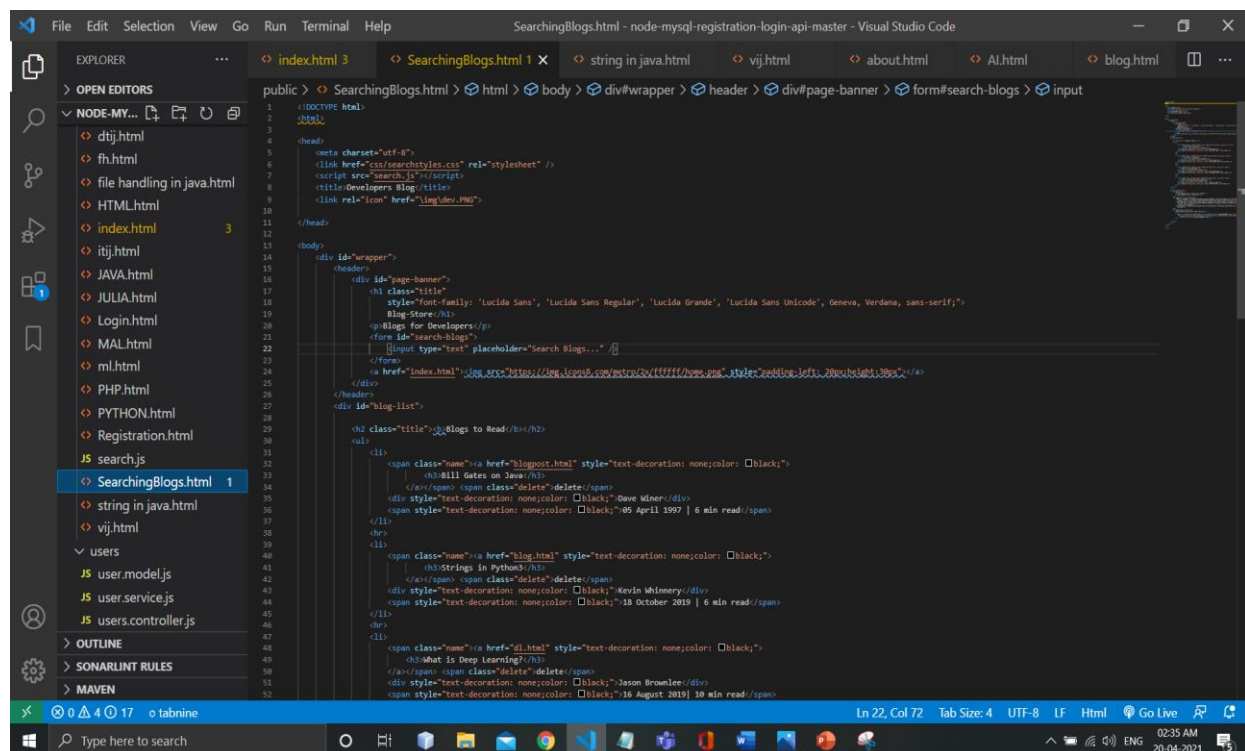 File Edit Selection View Go Run Terminal Help SearchingBlogs.html - node-mysql-registration-login-api-master - Visual Studio Code
EXPLORER ...
index.html 3 SearchingBlogs.html 1 string in java.html vij.html about.html AI.html blog.html
OPEN EDITORS
NODE-MY...
public > SearchingBlogs.html > html > body > div#wrapper > header > div#page-banner > form#search-blogs > input
dtij.html
fh.html
file handling in java.html
HTML.html
index.html 3
itij.html
JAVA.html
JULIA.html
Login.html
MAL.html
ml.html
PHP.html
PYTHON.html
Registration.html
JS search.js
SearchingBlogs.html 1
string in java.html
vij.html
users
JS user.model.js
JS user.service.js
JS users.controller.js
OUTLINE
SONARLINT RULES
MAVEN
1 <!DOCTYPE html>
2 <html>
3
4 <head>
5 <meta charset="utf-8">
6 <link href="css/searchstyles.css" rel="stylesheet" />
7 <script src="search.js"></script>
8 <title>Developers Blog</title>
9 <link rel="icon" href="\img\dev.PNG">
10
11 </head>
12
13 <body>
14 <div id="wrapper">
15 <header>
16 <div id="page-banner">
17 <h1 class="title"
18 style="font-family: 'Lucida Sans', 'Lucida Sans Regular', 'Lucida Grande', 'Lucida Sans Unicode', Geneva, Verdana, sans-serif;">
19 Blog-Store</h1>
20 <p>Blogs for Developers</p>
21 <form id="search-blogs">
22 <input type="text" placeholder="Search Blogs..." />
23 </form>
24 <a href="index.html"><img src="https://img.icons8.com/metro/2x/ffffff/home.png" style="padding-left: 20px;height:30px"></a>
25 </div>
26 </header>
27 <div id="blog-list">
28
29 <h2 class="title"><b>Blogs to Read</b></h2>
30 <ul>
31 <li>
32 <span class="name"><a href="blogpost.html" style="text-decoration: none;color: black;">
33 <h3>Bill Gates on Java</h3>
34 </a></span> <span class="delete">delete</span>
35 <div style="text-decoration: none;color: black;">Dave Winer</div>
36 <span style="text-decoration: none;color: black;">05 April 1997 | 6 min read</span>
37 </li>
38 <hr>
39 <li>
40 <span class="name"><a href="blog.html" style="text-decoration: none;color: black;">
41 <h3>Strings in Python3</h3>
42 </a></span> <span class="delete">delete</span>
43 <div style="text-decoration: none;color: black;">Kevin Whinnery</div>
44 <span style="text-decoration: none;color: black;">18 October 2019 | 6 min read</span>
45 </li>
46 <hr>
47 <li>
48 <span class="name"><a href="dl.html" style="text-decoration: none;color: black;">
49 <h3>What is Deep Learning?</h3>
50 </a></span> <span class="delete">delete</span>
51 <div style="text-decoration: none;color: black;">Jason Brownlee</div>
52 <span style="text-decoration: none;color: black;">16 August 2019| 10 min read</span>
0 4 17 tabnine Ln 22, Col 72 Tab Size: 4 UTF-8 LF Html Go Live
Type here to search ENG 02:35 AM
20-04-2021